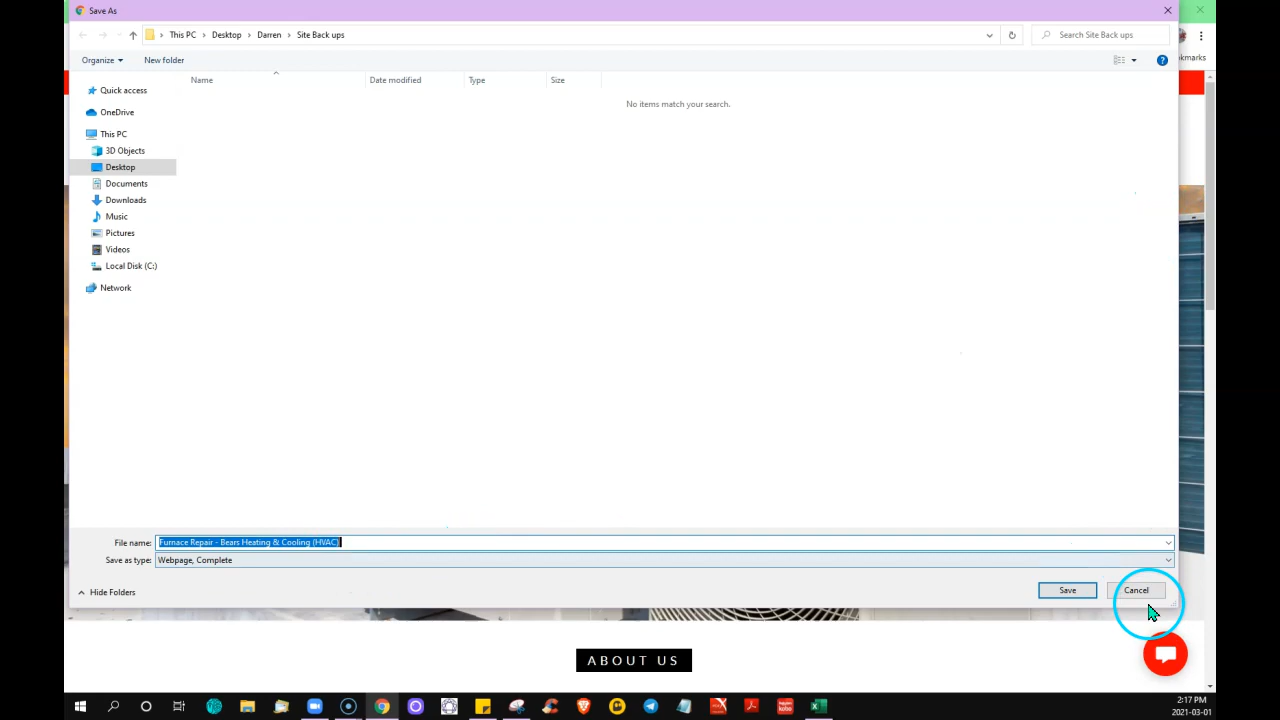 Save As
This PC > Desktop > Darren > Site Back ups
Search Site Back ups
kmarks
Organize
New folder
Name
Date modified
Type
Size
Quick access
No items match your search.
OneDrive
This PC
3D Objects
Desktop
Documents
Downloads
Music
Pictures
Videos
Local Disk (C:)
Network
File name: Furnace Repair - Bears Heating & Cooling (HVAC)
Save as type: Webpage, Complete
Hide Folders
Save
Cancel
ABOUT US
2:17 PM
2021-03-01